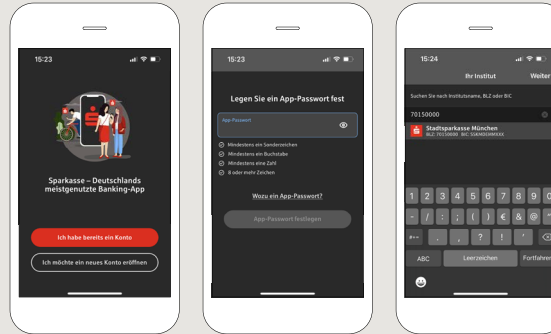 15:23
Sparkasse – Deutschlands
meistgenutzte Banking-App
Ich habe bereits ein Konto
Ich möchte ein neues Konto eröffnen
15:23
Legen Sie ein App-Passwort fest
App-Passwort
Mindestens ein Sonderzeichen
Mindestens ein Buchstabe
Mindestens eine Zahl
8 oder mehr Zeichen
Wozu ein App-Passwort?
App-Passwort festlegen
15:24
Ihr Institut Weiter
Suchen Sie nach Institutsname, BLZ oder BIC
70150000
Stadtsparkasse München
BLZ: 70150000 BIC: SSKMDEMMXXX
1 2 3 4 5 6 7 8 9 0
- / : ; ( ) € & @ "
#+= . , ? ! '
ABC Leerzeichen Fortfahren